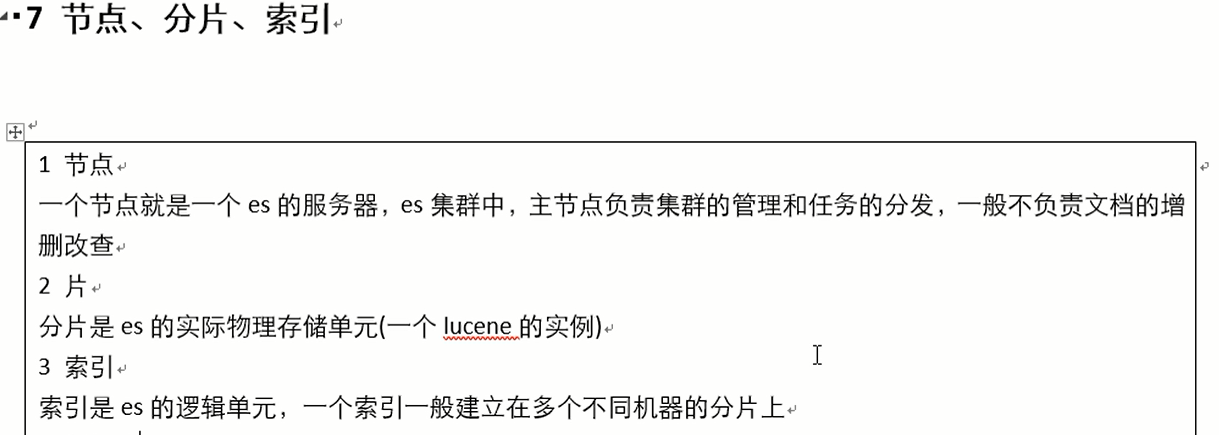 7 节点、分片、索引
1 节点
一个节点就是一个 es 的服务器，es 集群中，主节点负责集群的管理和任务的分发，一般不负责文档的增
删改查
2 片
分片是 es 的实际物理存储单元(一个 lucene 的实例)
3 索引
索引是 es 的逻辑单元，一个索引一般建立在多个不同机器的分片上